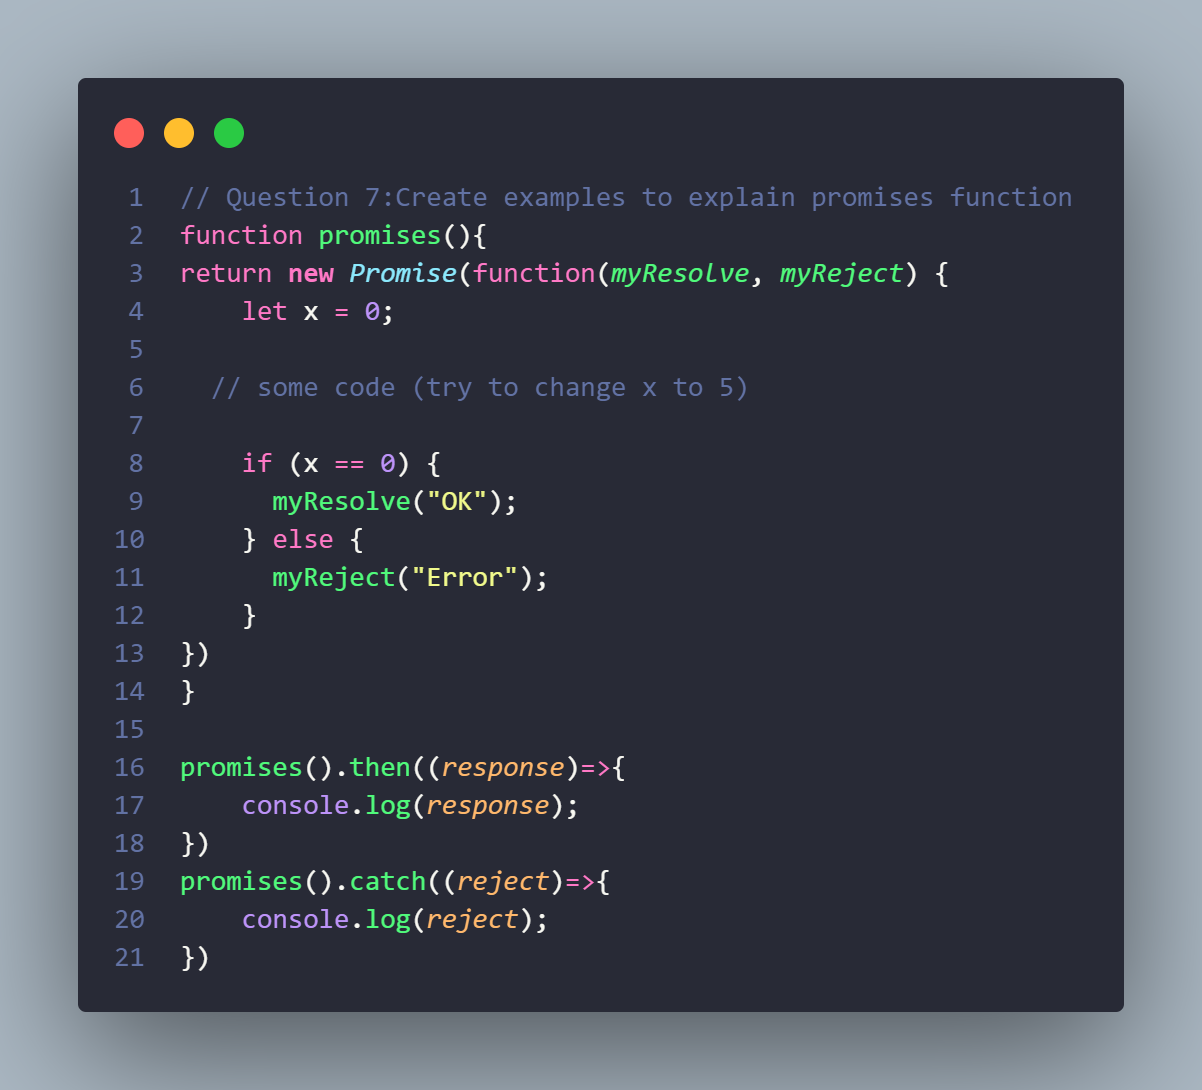 1 // Question 7:Create examples to explain promises function
2 function promises(){
3 return new Promise(function(myResolve, myReject) {
4     let x = 0;
5
6   // some code (try to change x to 5)
7
8     if (x == 0) {
9       myResolve("OK");
10     } else {
11       myReject("Error");
12     }
13 })
14 }
15
16 promises().then((response)=>{
17     console.log(response);
18 })
19 promises().catch((reject)=>{
20     console.log(reject);
21 })